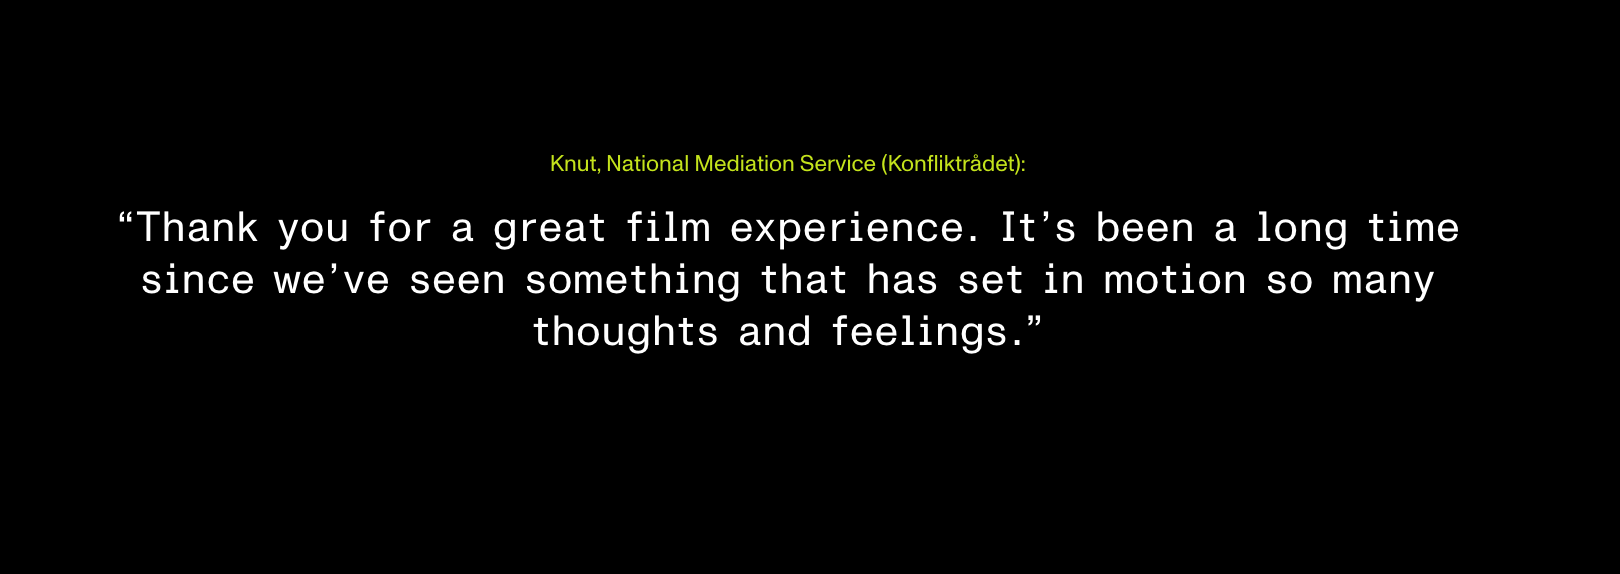 Knut, National Mediation Service (Konfliktrådet):
“Thank you for a great film experience. It’s been a long time
since we’ve seen something that has set in motion so many
thoughts and feelings.”